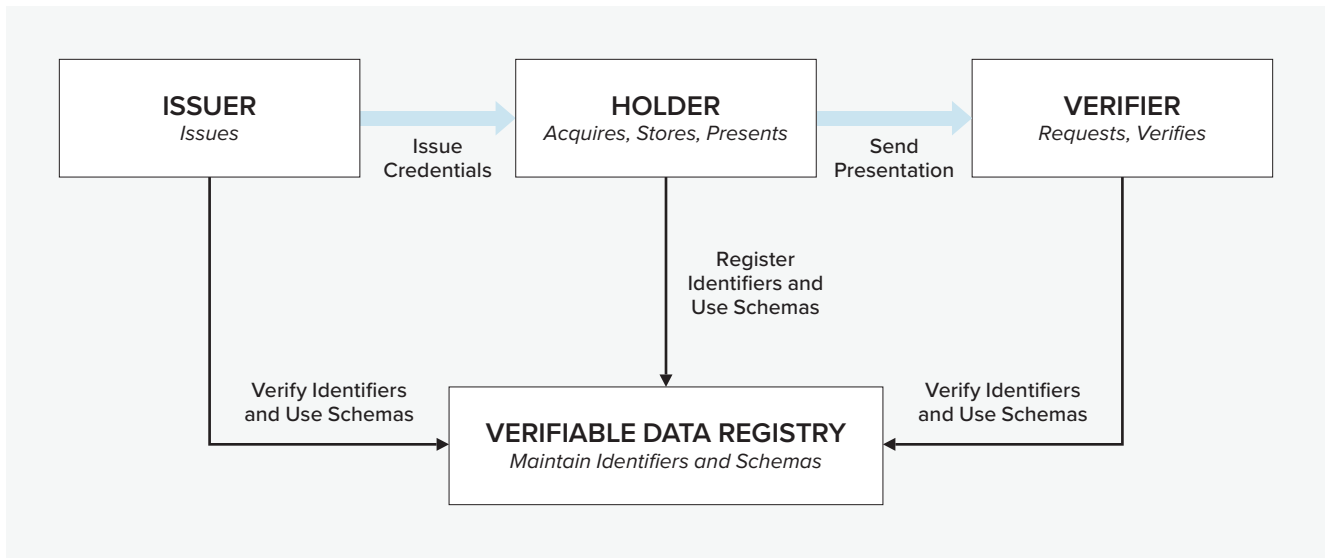 ISSUER
Issues
Issue
Credentials
HOLDER
Acquires, Stores, Presents
Send
Presentation
VERIFIER
Requests, Verifies
Register
Identifiers and
Use Schemas
Verify Identifiers
and Use Schemas
VERIFIABLE DATA REGISTRY
Maintain Identifiers and Schemas
Verify Identifiers
and Use Schemas